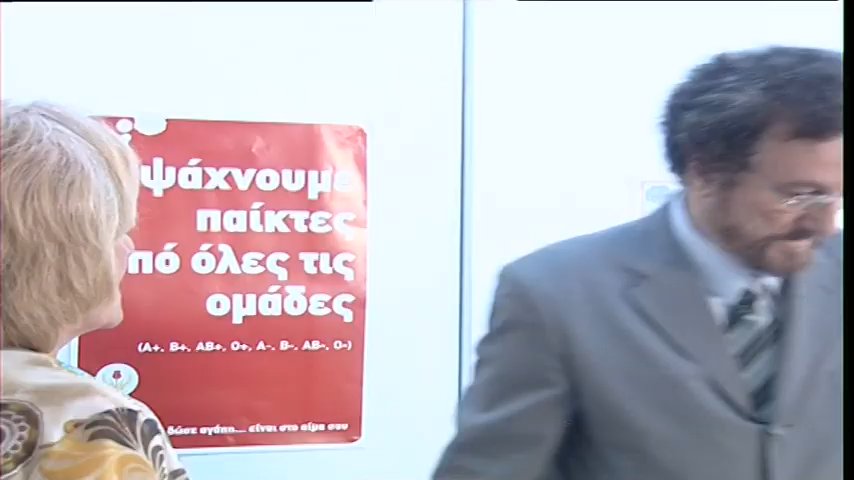 ψάχνουμε
παίκτες
πό όλες τις
ομάδες
(A+, B+, AB+, O+, A-, B-, AB-, O-)
δώσε αγάπη... είναι στο αίμα σου